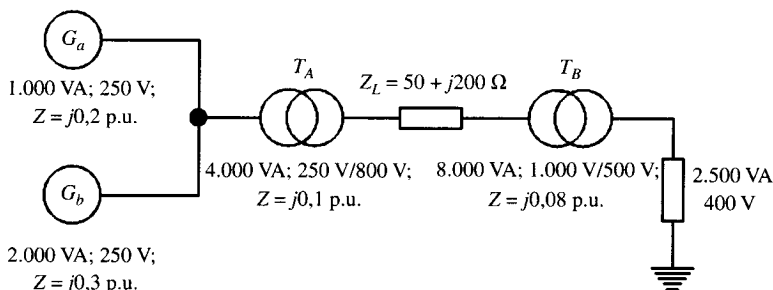 G_a
1.000 VA; 250 V;
Z = j0,2 p.u.
T_A
Z_L = 50 + j200 Ω
T_B
4.000 VA; 250 V/800 V;
Z = j0,1 p.u.
8.000 VA; 1.000 V/500 V;
Z = j0,08 p.u.
2.500 VA
400 V
G_b
2.000 VA; 250 V;
Z = j0,3 p.u.